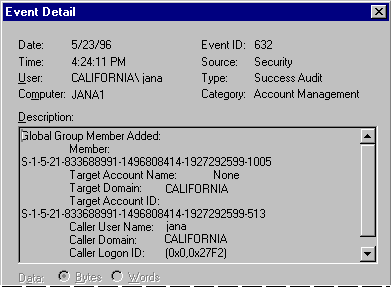 Event Detail
Date: 5/23/96 Event ID: 632
Time: 4:24:11 PM Source: Security
User: CALIFORNIA\ jana Type: Success Audit
Computer: JANA1 Category: Account Management
Description:
Global Group Member Added:
Member:
S-1-5-21-833688991-1496808414-1927292599-1005
Target Account Name: None
Target Domain: CALIFORNIA
Target Account ID:
S-1-5-21-833688991-1496808414-1927292599-513
Caller User Name: jana
Caller Domain: CALIFORNIA
Caller Logon ID: (0x0,0x27F2)
Data: Bytes Words